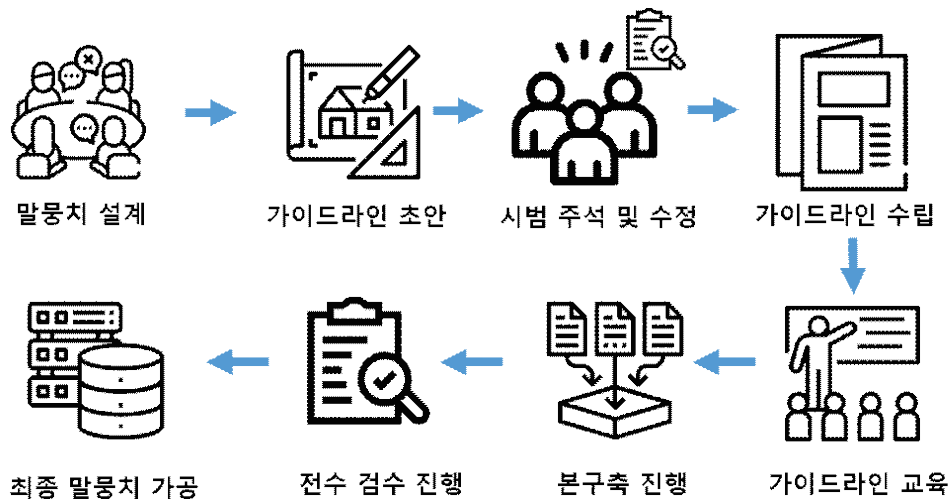 말뭉치 설계
가이드라인 초안
시범 주석 및 수정
가이드라인 수립
가이드라인 교육
본구축 진행
전수 검수 진행
최종 말뭉치 가공